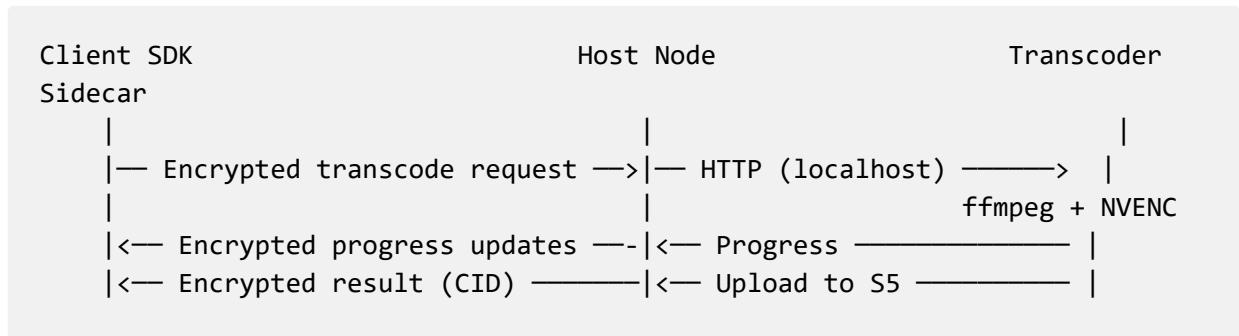 Client SDK                          Host Node                   Transcoder
Sidecar
    |                                  |                              |
    |── Encrypted transcode request ──>|── HTTP (localhost) ──────>  |
    |                                  |                   ffmpeg + NVENC
    |<── Encrypted progress updates ──-|<── Progress ────────────── |
    |<── Encrypted result (CID) ───────|<── Upload to S5 ────────── |